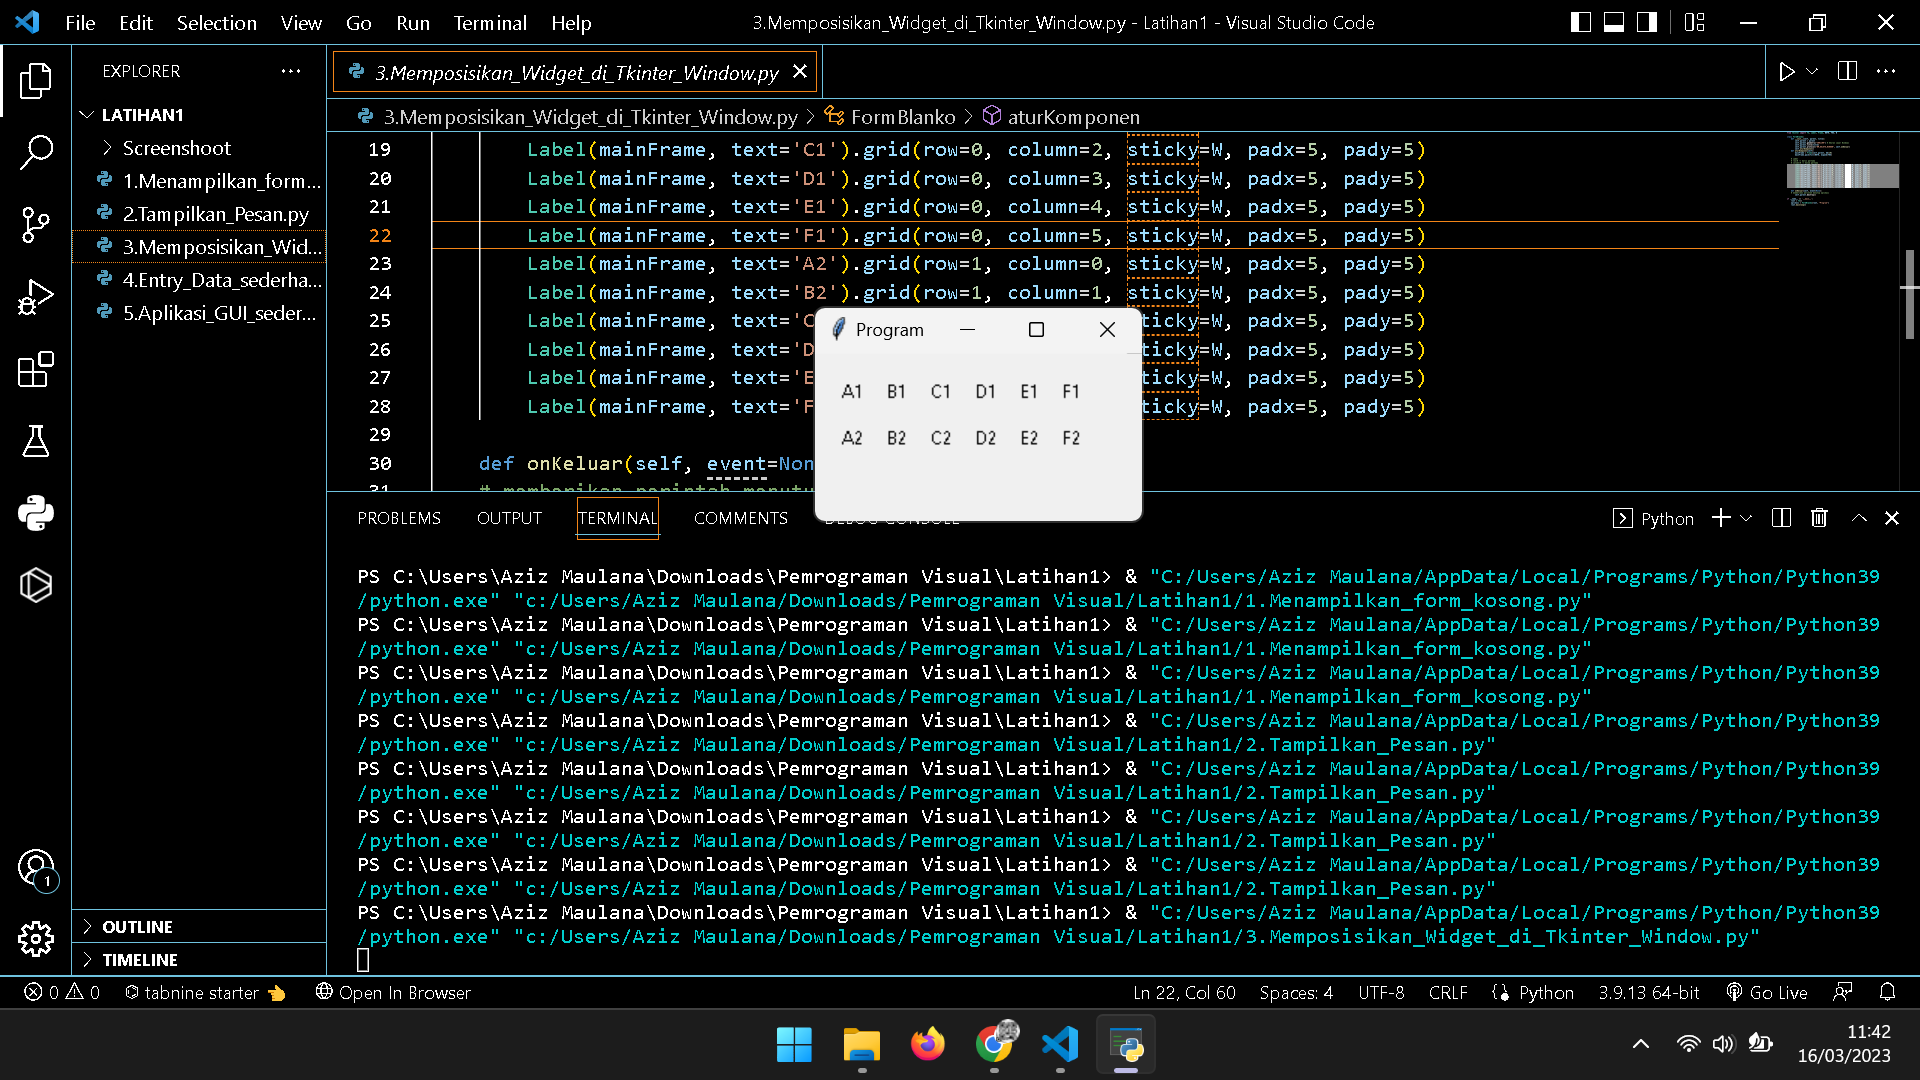 File Edit Selection View Go Run Terminal Help
3.Memposisikan_Widget_di_Tkinter_Window.py - Latihan1 - Visual Studio Code
EXPLORER
LATIHAN1
Screenshoot
1.Menampilkan_form...
2.Tampilkan_Pesan.py
3.Memposisikan_Wid...
4.Entry_Data_sederha...
5.Aplikasi_GUI_seder...
OUTLINE
TIMELINE
3.Memposisikan_Widget_di_Tkinter_Window.py
3.Memposisikan_Widget_di_Tkinter_Window.py > FormBlanko > aturKomponen
19 Label(mainFrame, text='C1').grid(row=0, column=2, sticky=W, padx=5, pady=5)
20 Label(mainFrame, text='D1').grid(row=0, column=3, sticky=W, padx=5, pady=5)
21 Label(mainFrame, text='E1').grid(row=0, column=4, sticky=W, padx=5, pady=5)
22 Label(mainFrame, text='F1').grid(row=0, column=5, sticky=W, padx=5, pady=5)
23 Label(mainFrame, text='A2').grid(row=1, column=0, sticky=W, padx=5, pady=5)
24 Label(mainFrame, text='B2').grid(row=1, column=1, sticky=W, padx=5, pady=5)
25 Label(mainFrame, text='C ticky=W, padx=5, pady=5)
26 Label(mainFrame, text='D ticky=W, padx=5, pady=5)
27 Label(mainFrame, text='E ticky=W, padx=5, pady=5)
28 Label(mainFrame, text='F ticky=W, padx=5, pady=5)
29
30 def onKeluar(self, event=Non
Program
A1 B1 C1 D1 E1 F1
A2 B2 C2 D2 E2 F2
PROBLEMS OUTPUT TERMINAL COMMENTS
Python
PS C:\Users\Aziz Maulana\Downloads\Pemrograman Visual\Latihan1> & "C:/Users/Aziz Maulana/AppData/Local/Programs/Python/Python39
/python.exe" "c:/Users/Aziz Maulana/Downloads/Pemrograman Visual/Latihan1/1.Menampilkan_form_kosong.py"
PS C:\Users\Aziz Maulana\Downloads\Pemrograman Visual\Latihan1> & "C:/Users/Aziz Maulana/AppData/Local/Programs/Python/Python39
/python.exe" "c:/Users/Aziz Maulana/Downloads/Pemrograman Visual/Latihan1/1.Menampilkan_form_kosong.py"
PS C:\Users\Aziz Maulana\Downloads\Pemrograman Visual\Latihan1> & "C:/Users/Aziz Maulana/AppData/Local/Programs/Python/Python39
/python.exe" "c:/Users/Aziz Maulana/Downloads/Pemrograman Visual/Latihan1/1.Menampilkan_form_kosong.py"
PS C:\Users\Aziz Maulana\Downloads\Pemrograman Visual\Latihan1> & "C:/Users/Aziz Maulana/AppData/Local/Programs/Python/Python39
/python.exe" "c:/Users/Aziz Maulana/Downloads/Pemrograman Visual/Latihan1/2.Tampilkan_Pesan.py"
PS C:\Users\Aziz Maulana\Downloads\Pemrograman Visual\Latihan1> & "C:/Users/Aziz Maulana/AppData/Local/Programs/Python/Python39
/python.exe" "c:/Users/Aziz Maulana/Downloads/Pemrograman Visual/Latihan1/2.Tampilkan_Pesan.py"
PS C:\Users\Aziz Maulana\Downloads\Pemrograman Visual\Latihan1> & "C:/Users/Aziz Maulana/AppData/Local/Programs/Python/Python39
/python.exe" "c:/Users/Aziz Maulana/Downloads/Pemrograman Visual/Latihan1/2.Tampilkan_Pesan.py"
PS C:\Users\Aziz Maulana\Downloads\Pemrograman Visual\Latihan1> & "C:/Users/Aziz Maulana/AppData/Local/Programs/Python/Python39
/python.exe" "c:/Users/Aziz Maulana/Downloads/Pemrograman Visual/Latihan1/2.Tampilkan_Pesan.py"
PS C:\Users\Aziz Maulana\Downloads\Pemrograman Visual\Latihan1> & "C:/Users/Aziz Maulana/AppData/Local/Programs/Python/Python39
/python.exe" "c:/Users/Aziz Maulana/Downloads/Pemrograman Visual/Latihan1/3.Memposisikan_Widget_di_Tkinter_Window.py"
1
0 0 tabnine starter 👈 Open In Browser Ln 22, Col 60 Spaces: 4 UTF-8 CRLF Python 3.9.13 64-bit Go Live
11:42
16/03/2023